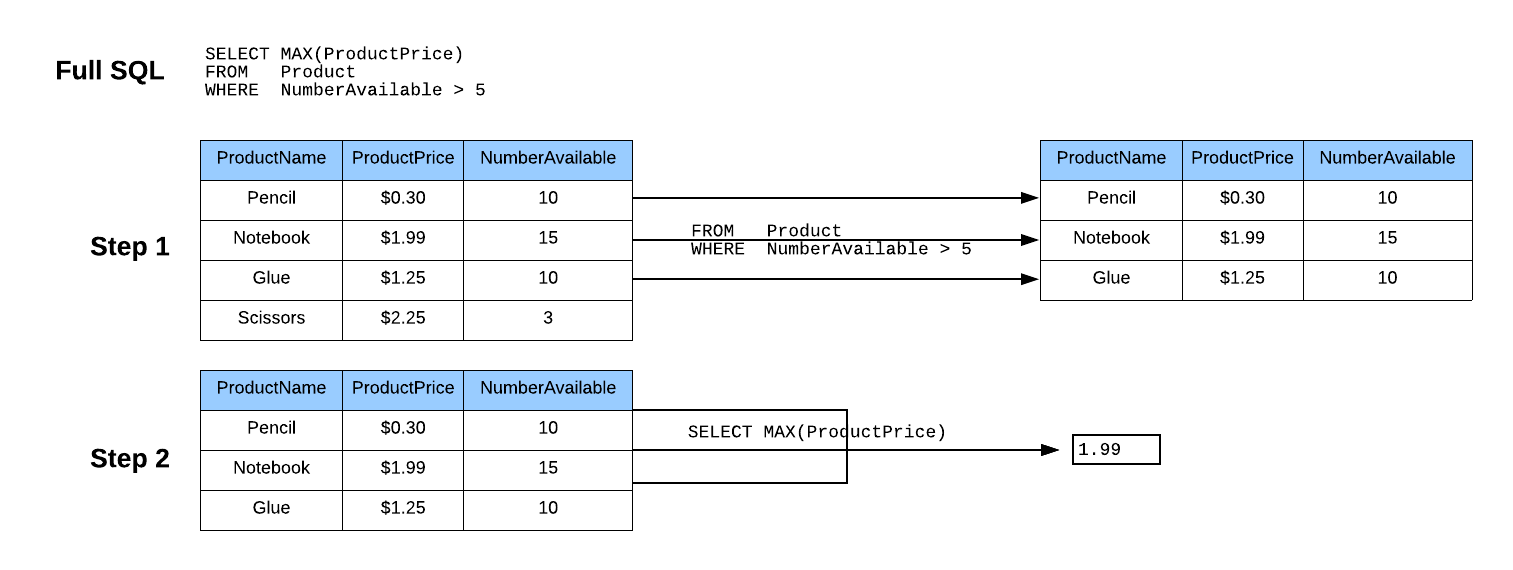 Full SQL
SELECT MAX(ProductPrice)
FROM   Product
WHERE  NumberAvailable > 5
Step 1
ProductName ProductPrice NumberAvailable
Pencil $0.30 10
Notebook $1.99 15
Glue $1.25 10
Scissors $2.25 3
FROM   Product
WHERE  NumberAvailable > 5
ProductName ProductPrice NumberAvailable
Pencil $0.30 10
Notebook $1.99 15
Glue $1.25 10
Step 2
ProductName ProductPrice NumberAvailable
Pencil $0.30 10
Notebook $1.99 15
Glue $1.25 10
SELECT MAX(ProductPrice)
1.99